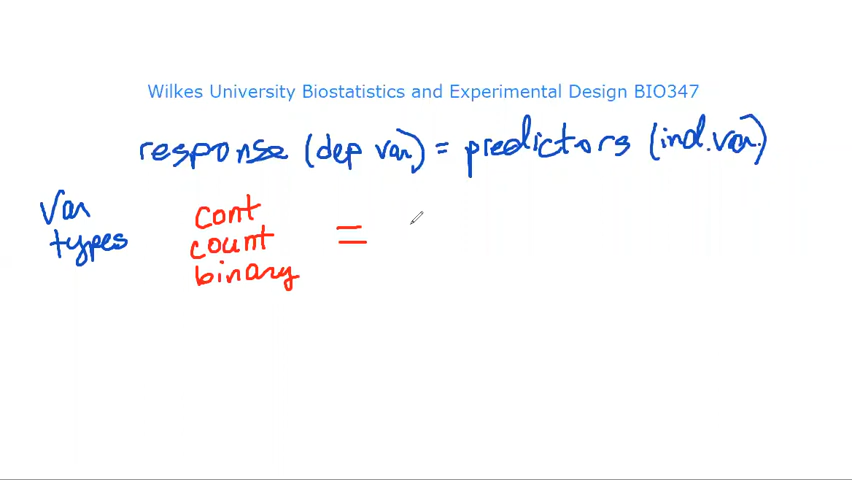 Wilkes University Biostatistics and Experimental Design BIO347
response (dep var) = predictors (ind.var.)
Var
types
cont
count
binary
=